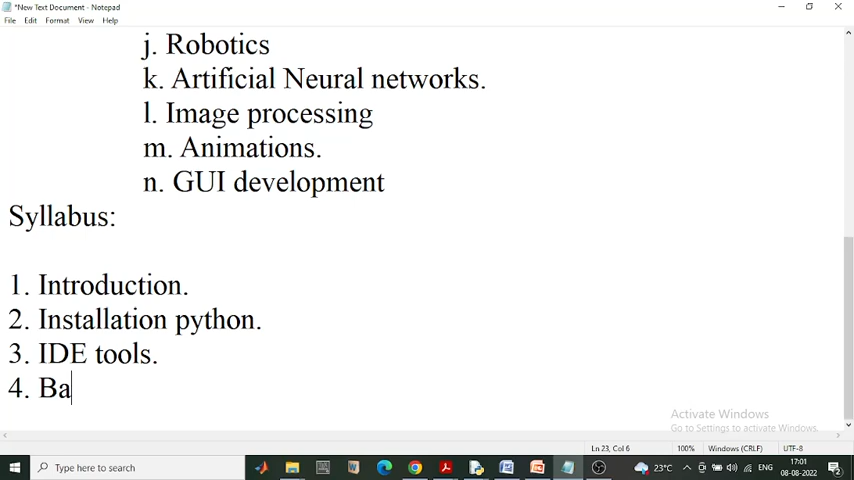 *New Text Document - Notepad
File Edit Format View Help
j. Robotics
k. Artificial Neural networks.
l. Image processing
m. Animations.
n. GUI development
Syllabus:
1. Introduction.
2. Installation python.
3. IDE tools.
4. Ba
Activate Windows
Go to Settings to activate Windows.
Ln 23, Col 6 100% Windows (CRLF) UTF-8
Type here to search
23°C ENG 17:01
08-08-2022